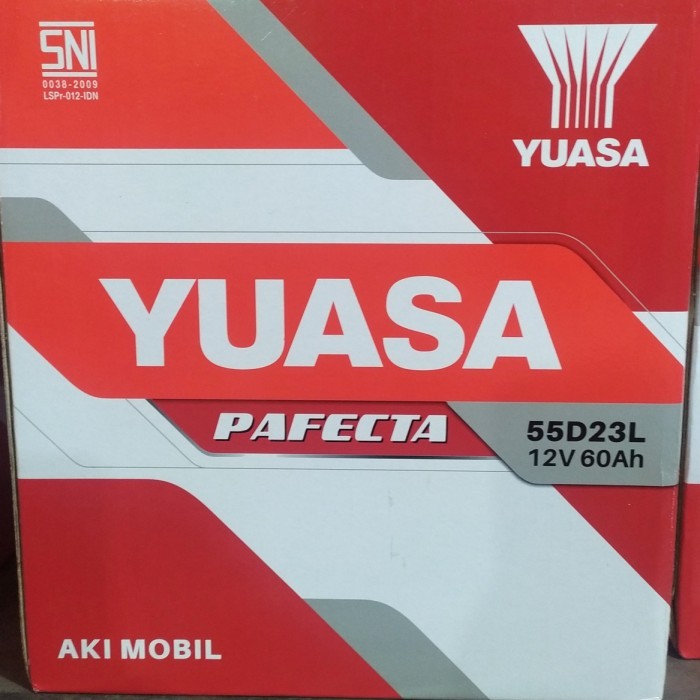 SNI
0038-2009
LSPr-012-IDN
YUASA
YUASA
PAFECTA
55D23L
12V 60Ah
AKI MOBIL